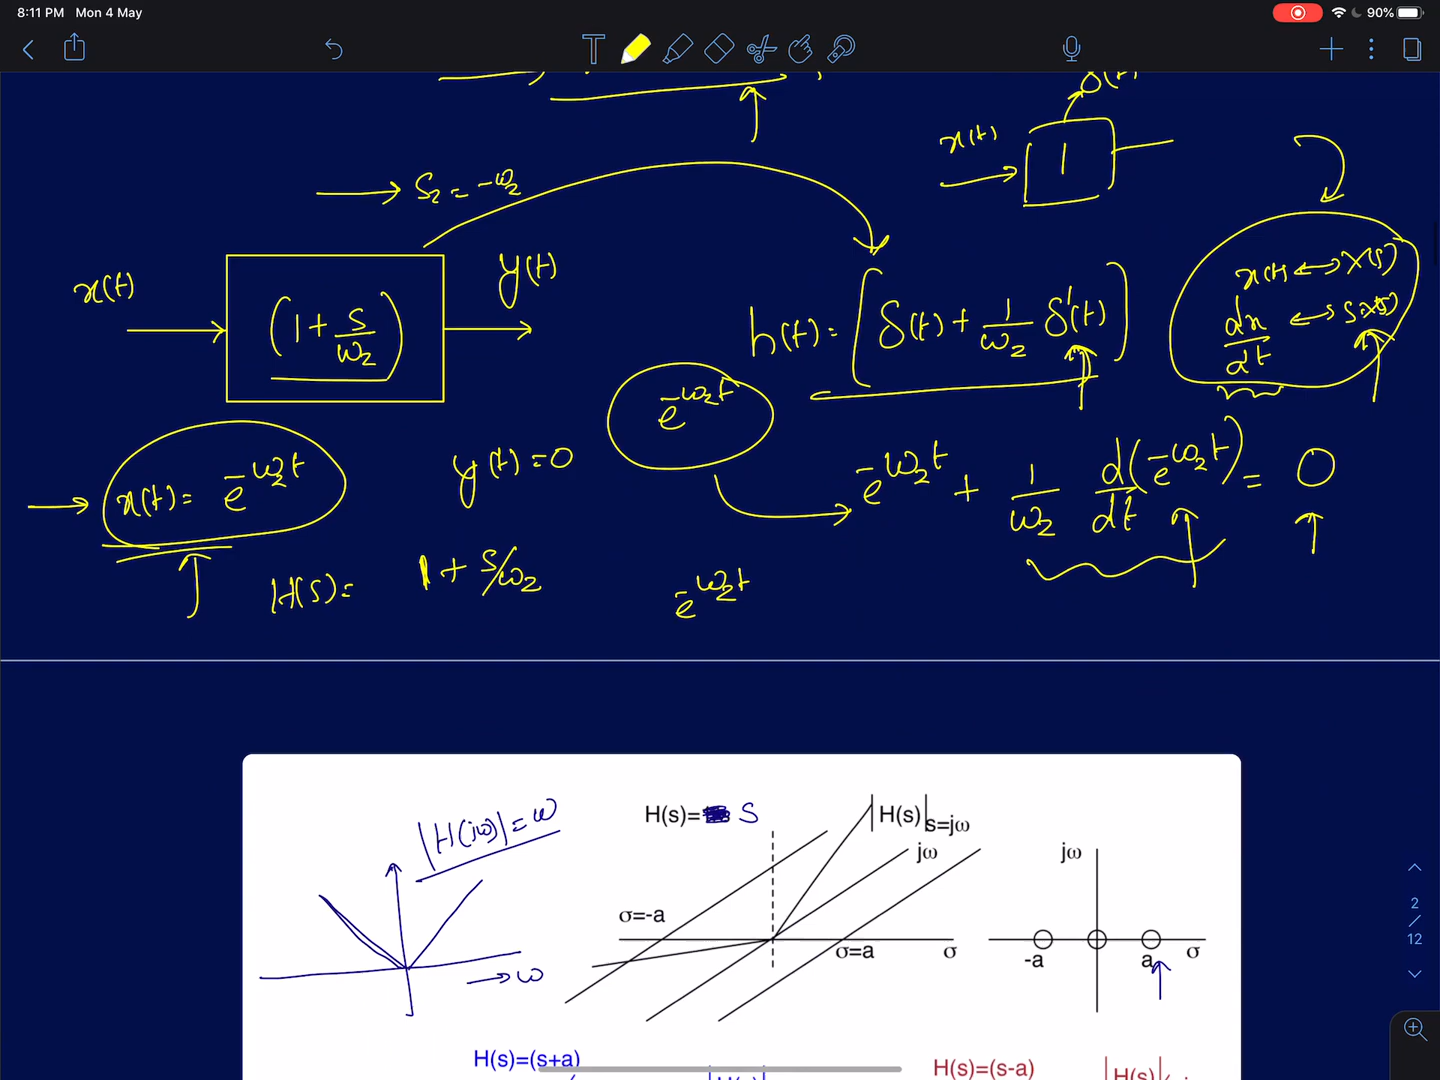 8:11 PM Mon 4 May
90%
δ(t)
x(t)
1
→ S₂ = -ω₂
x(t)
(1 + s/ω₂)
y(t)
h(t) = [δ(t) + 1/ω₂ δ'(t)]
x(t) ↔ X(s)
dx/dt ↔ s·X(s)
e^-ω₂t
→ x(t) = e^-ω₂t
y(t) = 0
e^-ω₂t + 1/ω₂ d/dt (e^-ω₂t) = 0
H(s) = 1 + s/ω₂
e^-ω₂t
|H(jω)| = ω
H(s)= S
|H(s)|s=jω
jω
jω
σ=-a
σ=a
σ
-a
a
σ
→ ω
2
/
12
H(s)=(s+a)
H(s)=(s-a)
|H(s)|